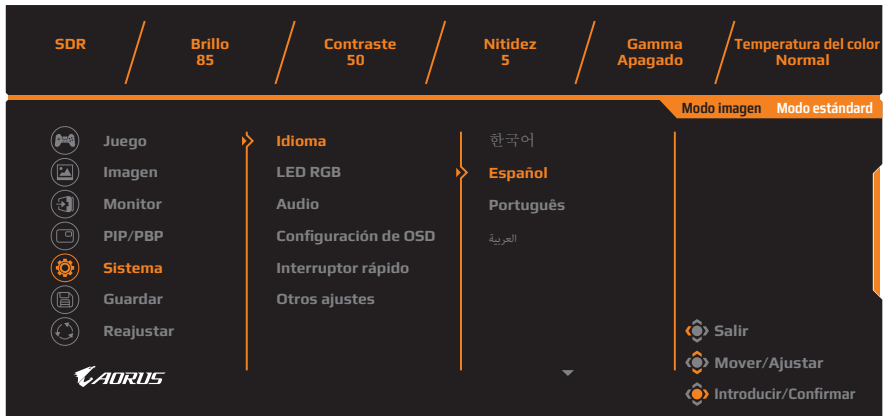 SDR
Brillo
85
Contraste
50
Nitidez
5
Gamma
Apagado
Temperatura del color
Normal
Modo imagen Modo estándard
Juego
Imagen
Monitor
PIP/PBP
Sistema
Guardar
Reajustar
Idioma
LED RGB
Audio
Configuración de OSD
Interruptor rápido
Otros ajustes
한국어
Español
Português
العربية
Salir
Mover/Ajustar
Introducir/Confirmar
AORUS